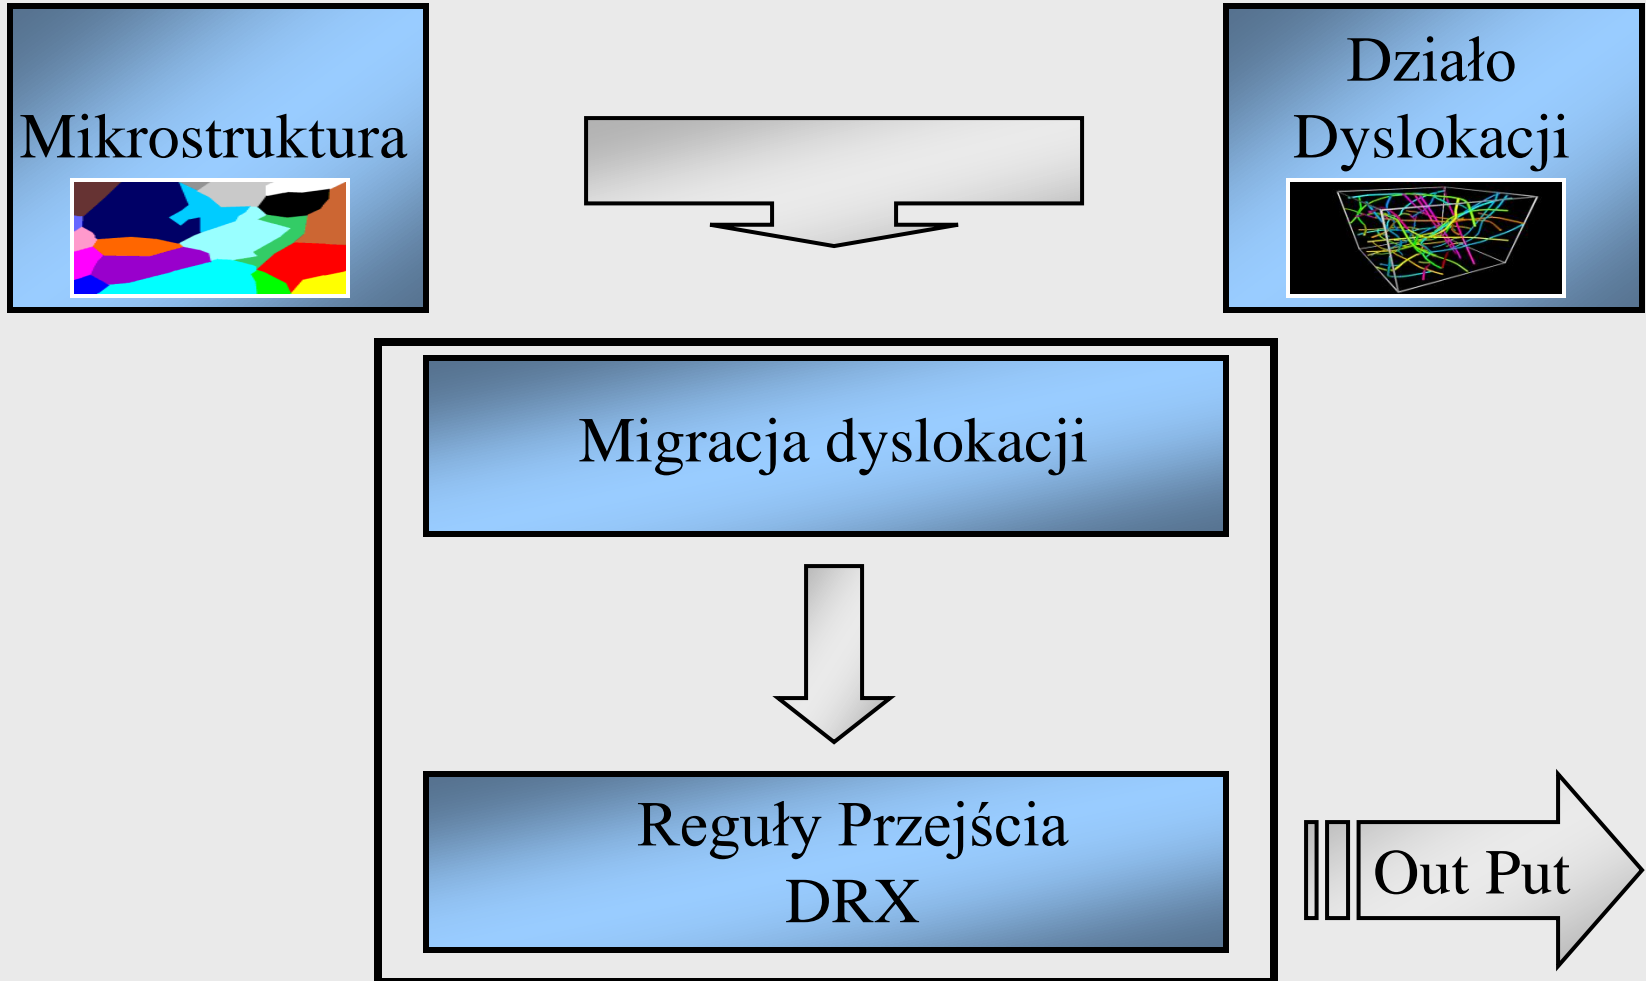 Mikrostruktura
Działo
Dyslokacji
Migracja dyslokacji
Reguły Przejścia
DRX
Out Put